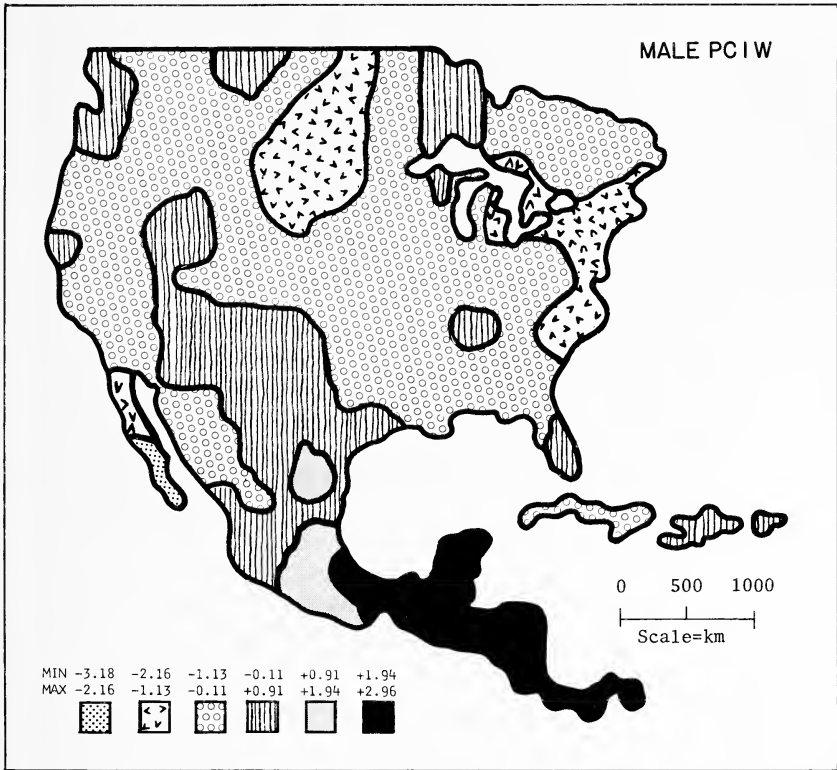 MALE PC I W
0 500 1000
Scale=km
MIN -3.18 -2.16 -1.13 -0.11 +0.91 +1.94
MAX -2.16 -1.13 -0.11 +0.91 +1.94 +2.96